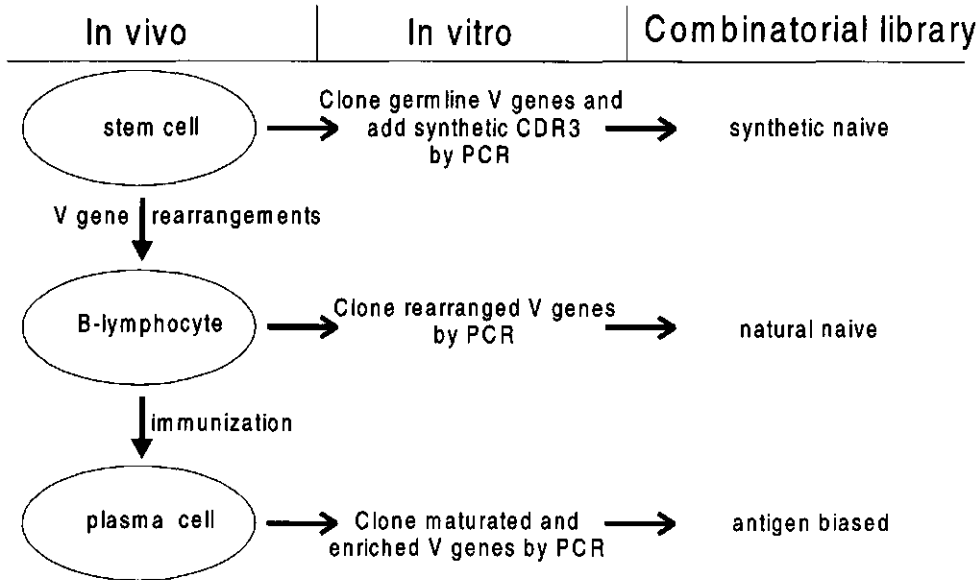 In vivo
In vitro
Combinatorial library
stem cell
Clone germline V genes and
add synthetic CDR3
by PCR
synthetic naive
V gene rearrangements
B-lymphocyte
Clone rearranged V genes
by PCR
natural naive
immunization
plasma cell
Clone maturated and
enriched V genes by PCR
antigen biased